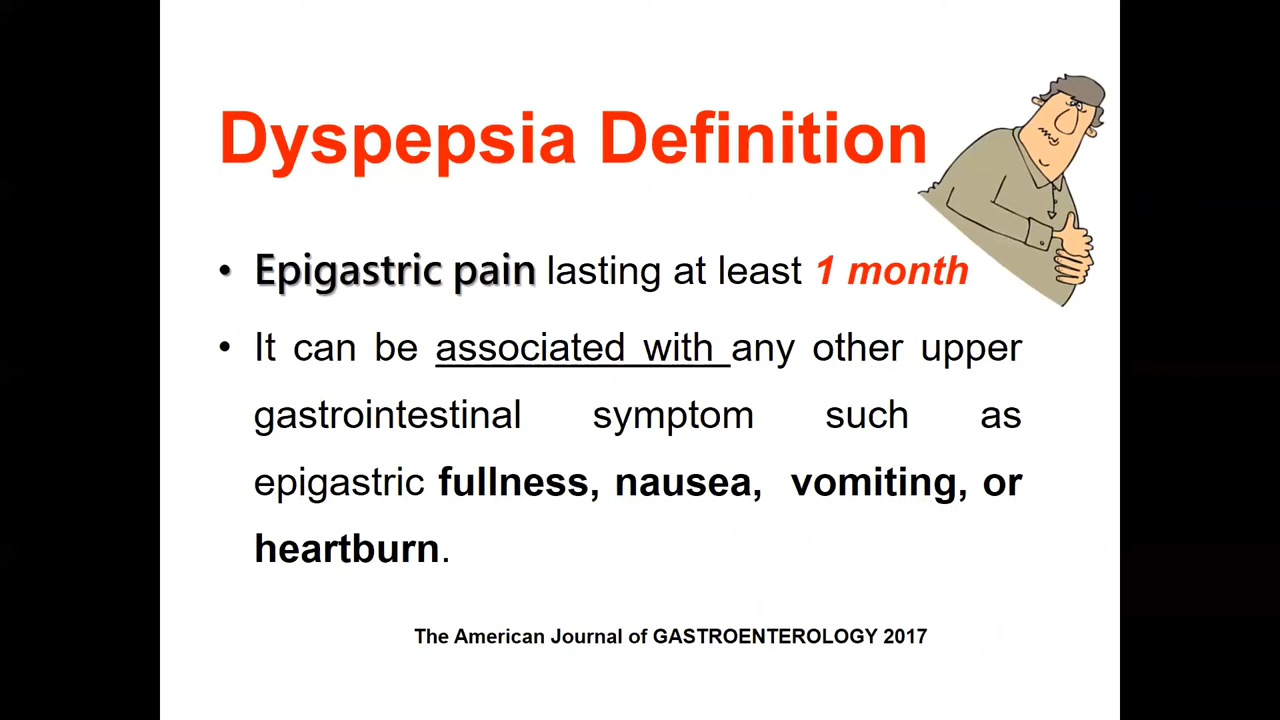 Dyspepsia Definition
• Epigastric pain lasting at least 1 month
• It can be associated with any other upper
gastrointestinal symptom such as
epigastric fullness, nausea, vomiting, or
heartburn.
The American Journal of GASTROENTEROLOGY 2017